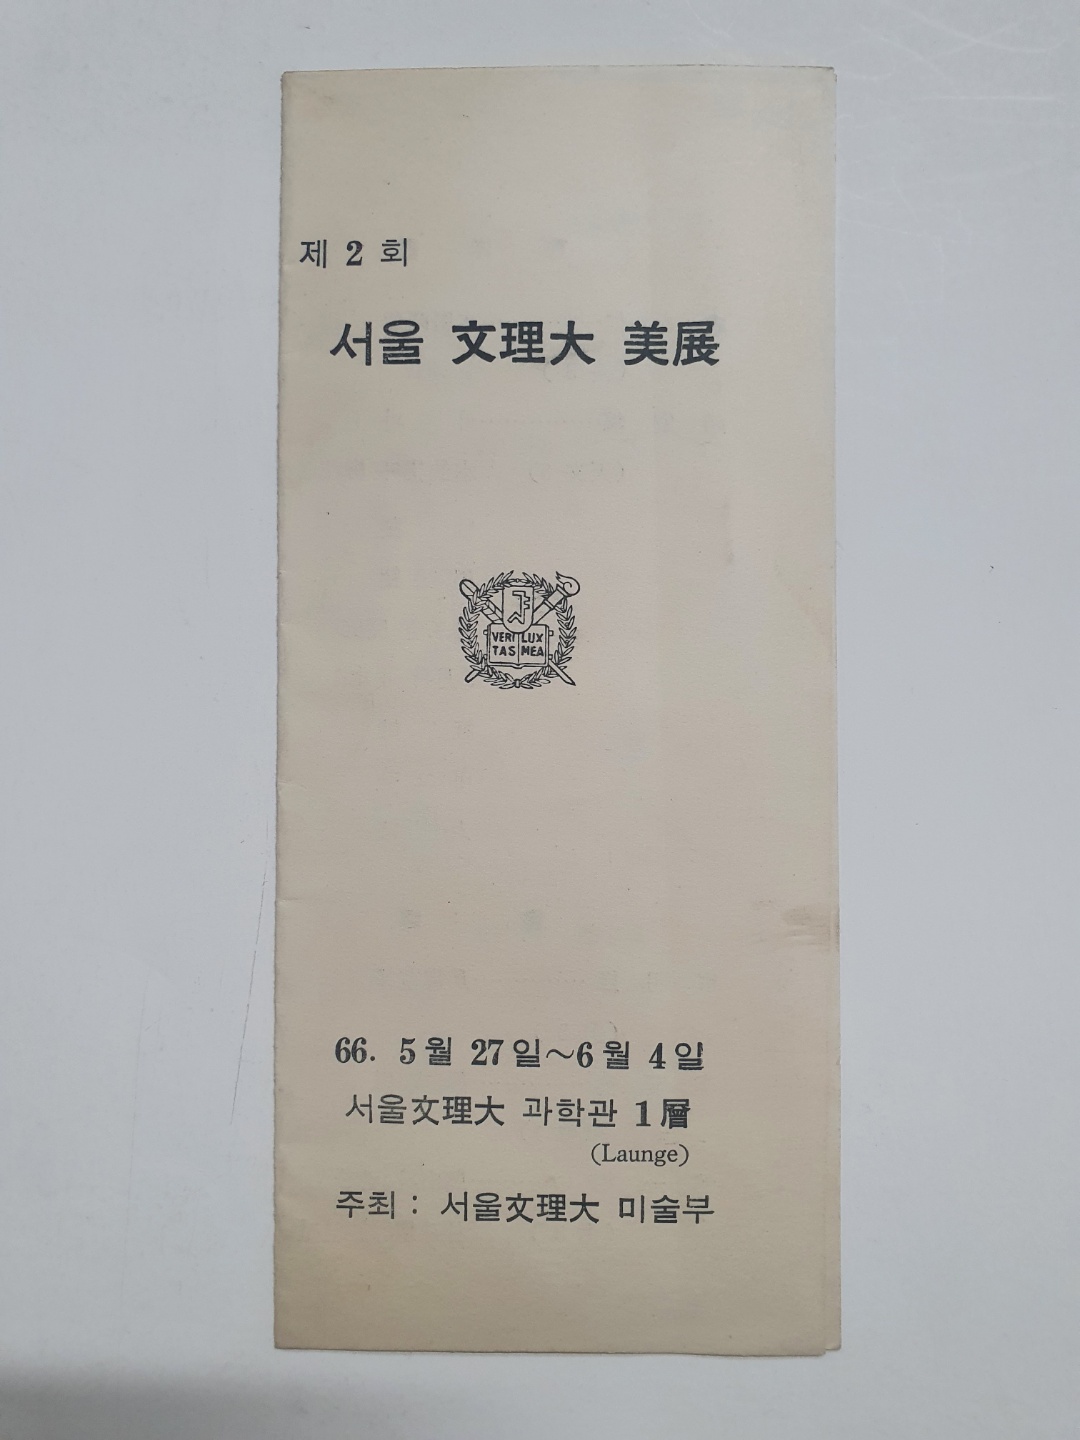 제 2 회
서울 文理大 美展
VERI LUX
TAS MEA
66. 5월 27일~6월 4일
서울文理大 과학관 1層
(Launge)
주최 : 서울文理大 미술부